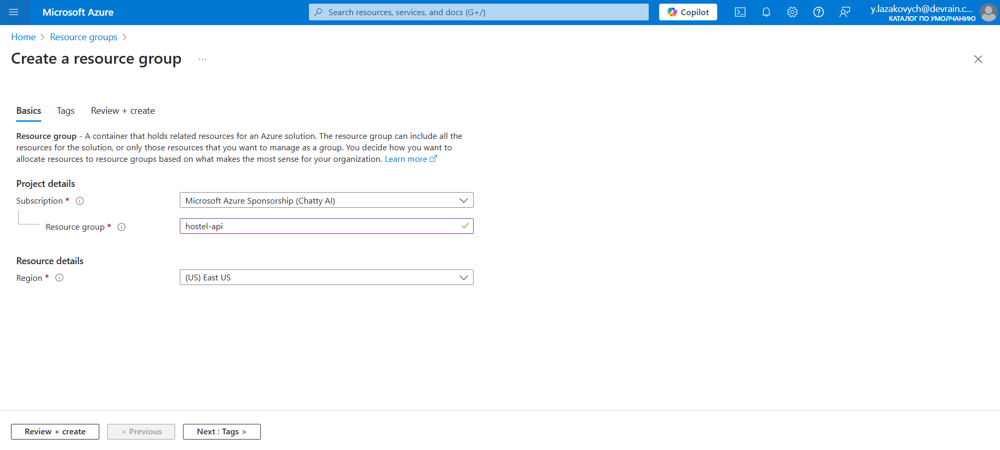 Microsoft Azure
Search resources, services, and docs (G+/)
Copilot
y.lazakovych@devrain.c...
КАТАЛОГ ПО УМОЛЧАНИЮ
Home > Resource groups >
Create a resource group ...
Basics Tags Review + create
Resource group - A container that holds related resources for an Azure solution. The resource group can include all the
resources for the solution, or only those resources that you want to manage as a group. You decide how you want to
allocate resources to resource groups based on what makes the most sense for your organization. Learn more
Project details
Subscription * Microsoft Azure Sponsorship (Chatty AI)
Resource group * hostel-api
Resource details
Region * (US) East US
Review + create < Previous Next : Tags >